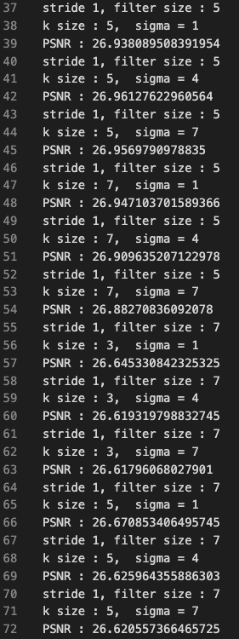 37 stride 1, filter size : 5
38 k size : 5,  sigma = 1
39 PSNR : 26.938089508391954
40 stride 1, filter size : 5
41 k size : 5,  sigma = 4
42 PSNR : 26.96127622960564
43 stride 1, filter size : 5
44 k size : 5,  sigma = 7
45 PSNR : 26.9569790978835
46 stride 1, filter size : 5
47 k size : 7,  sigma = 1
48 PSNR : 26.947103701589366
49 stride 1, filter size : 5
50 k size : 7,  sigma = 4
51 PSNR : 26.909635207122978
52 stride 1, filter size : 5
53 k size : 7,  sigma = 7
54 PSNR : 26.88270836092078
55 stride 1, filter size : 7
56 k size : 3,  sigma = 1
57 PSNR : 26.645330842325325
58 stride 1, filter size : 7
59 k size : 3,  sigma = 4
60 PSNR : 26.619319798832745
61 stride 1, filter size : 7
62 k size : 3,  sigma = 7
63 PSNR : 26.61796068027901
64 stride 1, filter size : 7
65 k size : 5,  sigma = 1
66 PSNR : 26.670853406495745
67 stride 1, filter size : 7
68 k size : 5,  sigma = 4
69 PSNR : 26.625964355886303
70 stride 1, filter size : 7
71 k size : 5,  sigma = 7
72 PSNR : 26.620557366465725